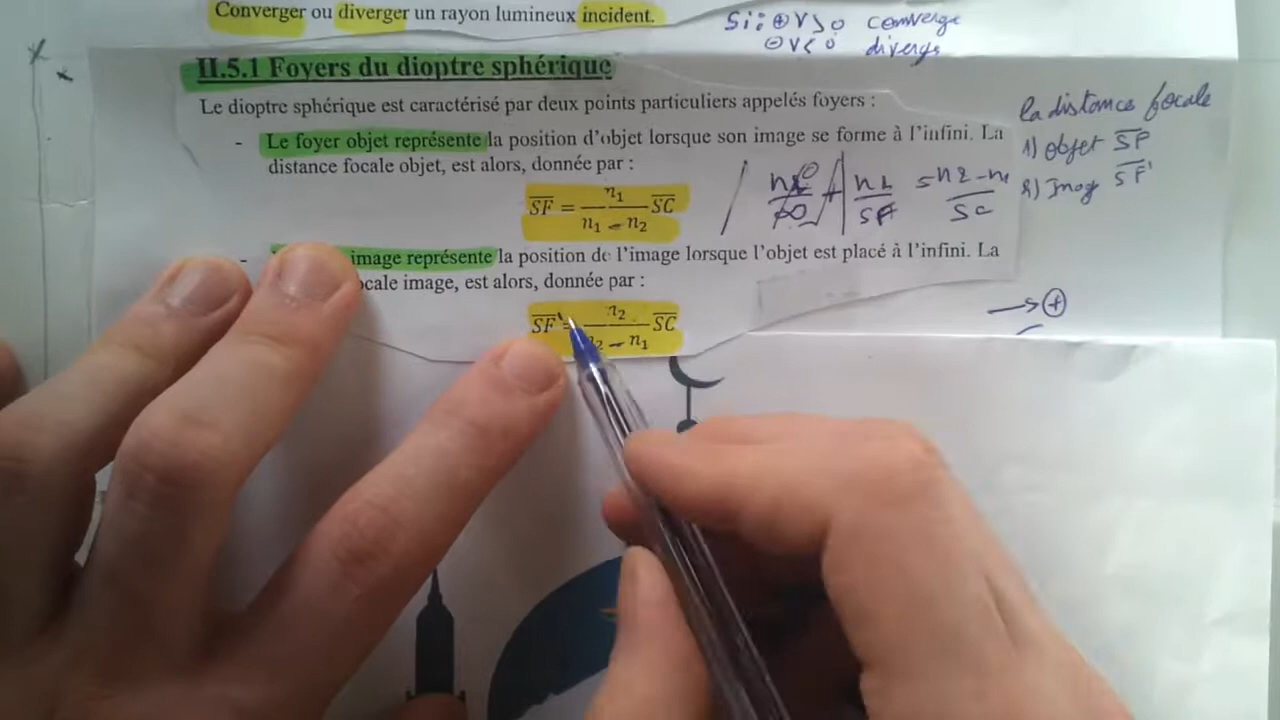 Converger ou diverger un rayon lumineux incident.
Si: ⊕ V>0 converge
⊖ V<0 diverge
II.5.1 Foyers du dioptre sphérique
Le dioptre sphérique est caractérisé par deux points particuliers appelés foyers :
- Le foyer objet représente la position d'objet lorsque son image se forme à l'infini. La
distance focale objet, est alors, donnée par :
SF = n₁ / (n₁ - n₂) SC
la distance focale
1) objet SF
2) Imag SF'
- image représente la position de l'image lorsque l'objet est placé à l'infini. La
ocale image, est alors, donnée par :
SF' = n₂ / (n₂ - n₁) SC
→ ⊕